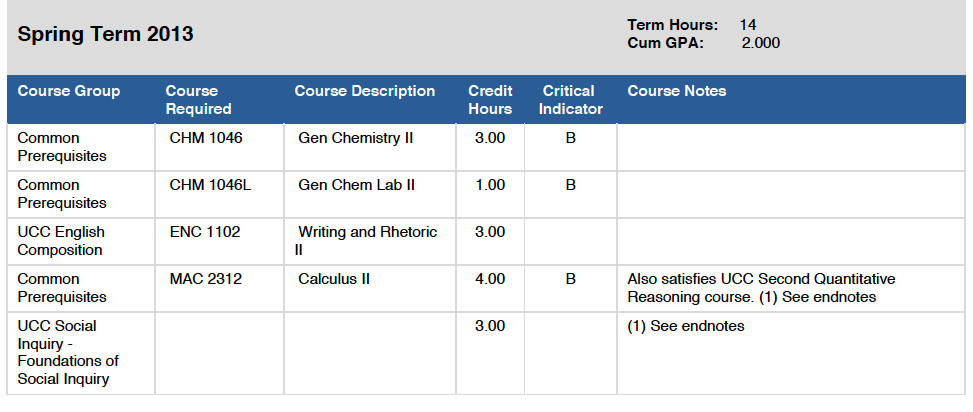 Spring Term 2013
Term Hours: 14
Cum GPA: 2.000
Course Group
Course Required
Course Description
Credit Hours
Critical Indicator
Course Notes
Common Prerequisites
CHM 1046
Gen Chemistry II
3.00
B
Common Prerequisites
CHM 1046L
Gen Chem Lab II
1.00
B
UCC English Composition
ENC 1102
Writing and Rhetoric II
3.00
Common Prerequisites
MAC 2312
Calculus II
4.00
B
Also satisfies UCC Second Quantitative
Reasoning course. (1) See endnotes
UCC Social
Inquiry -
Foundations of
Social Inquiry
3.00
(1) See endnotes